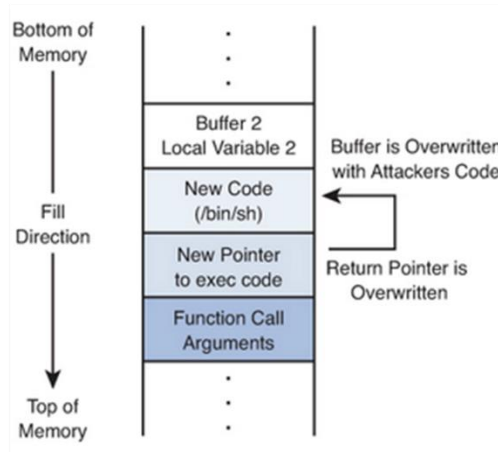 Bottom of
Memory
Buffer 2
Local Variable 2
Buffer is Overwritten
with Attackers Code
New Code
(/bin/sh)
Fill
Direction
New Pointer
to exec code
Return Pointer is
Overwritten
Function Call
Arguments
Top of
Memory